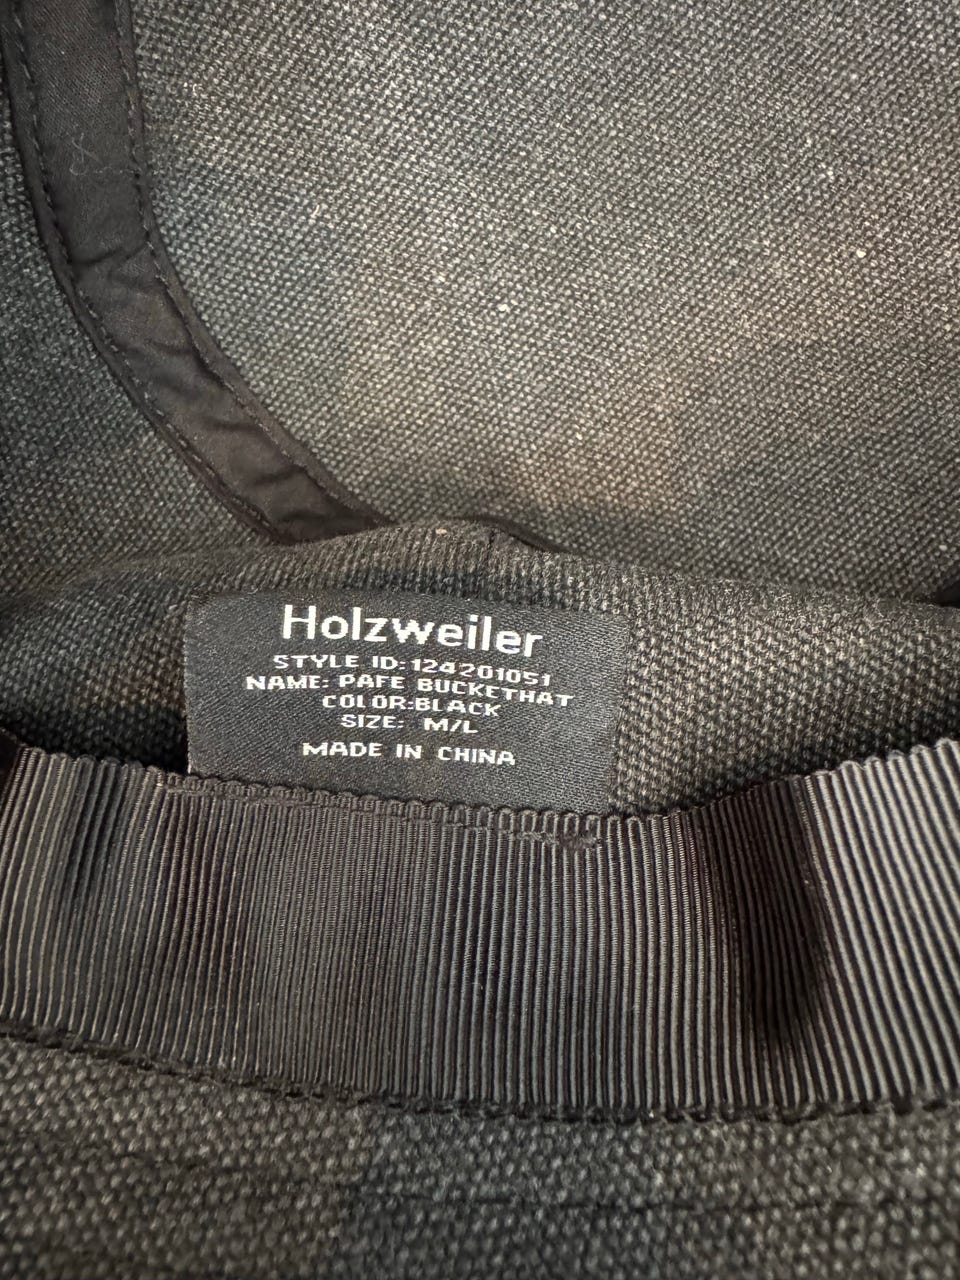 Holzweiler
STYLE ID:124201051
NAME: PAFE BUCKETHAT
COLOR:BLACK
SIZE: M/L
MADE IN CHINA